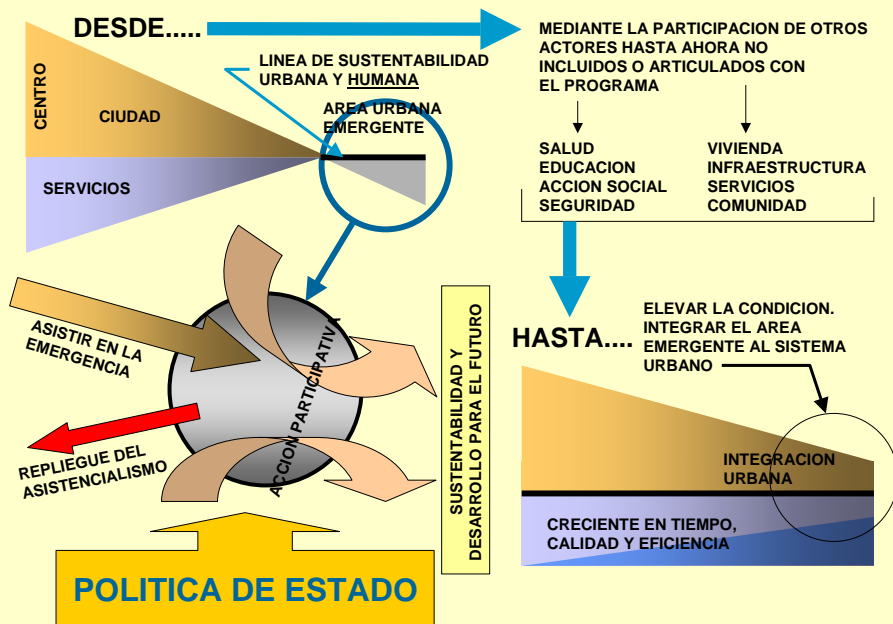 DESDE.....
MEDIANTE LA PARTICIPACION DE OTROS
ACTORES HASTA AHORA NO
INCLUIDOS O ARTICULADOS CON
EL PROGRAMA
LINEA DE SUSTENTABILIDAD
URBANA Y HUMANA
AREA URBANA
EMERGENTE
CENTRO
CIUDAD
SERVICIOS
SALUD
EDUCACION
ACCION SOCIAL
SEGURIDAD
VIVIENDA
INFRAESTRUCTURA
SERVICIOS
COMUNIDAD
ASISTIR EN LA
EMERGENCIA
REPLIEGUE DEL
ASISTENCIALISMO
ACCION PARTICIPATIVA
SUSTENTABILIDAD Y
DESARROLLO PARA EL FUTURO
POLITICA DE ESTADO
HASTA....
ELEVAR LA CONDICION.
INTEGRAR EL AREA
EMERGENTE AL SISTEMA
URBANO
INTEGRACION
URBANA
CRECIENTE EN TIEMPO,
CALIDAD Y EFICIENCIA